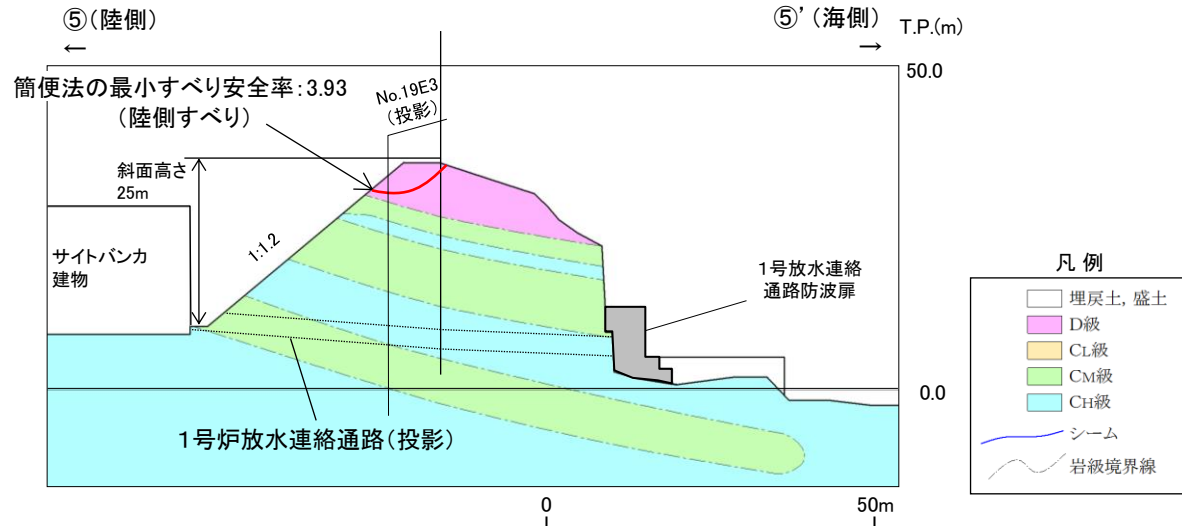 ⑤(陸側)
←
⑤’(海側)
→
T.P.(m)
50.0
簡便法の最小すべり安全率:3.93
(陸側すべり)
No.19E3
(投影)
斜面高さ
25m
1:1.2
サイトバンカ
建物
1号放水連絡
通路防波扉
0.0
1号炉放水連絡通路(投影)
0
50m
凡 例
埋戻土, 盛土
D級
CL級
CM級
CH級
シーム
岩級境界線